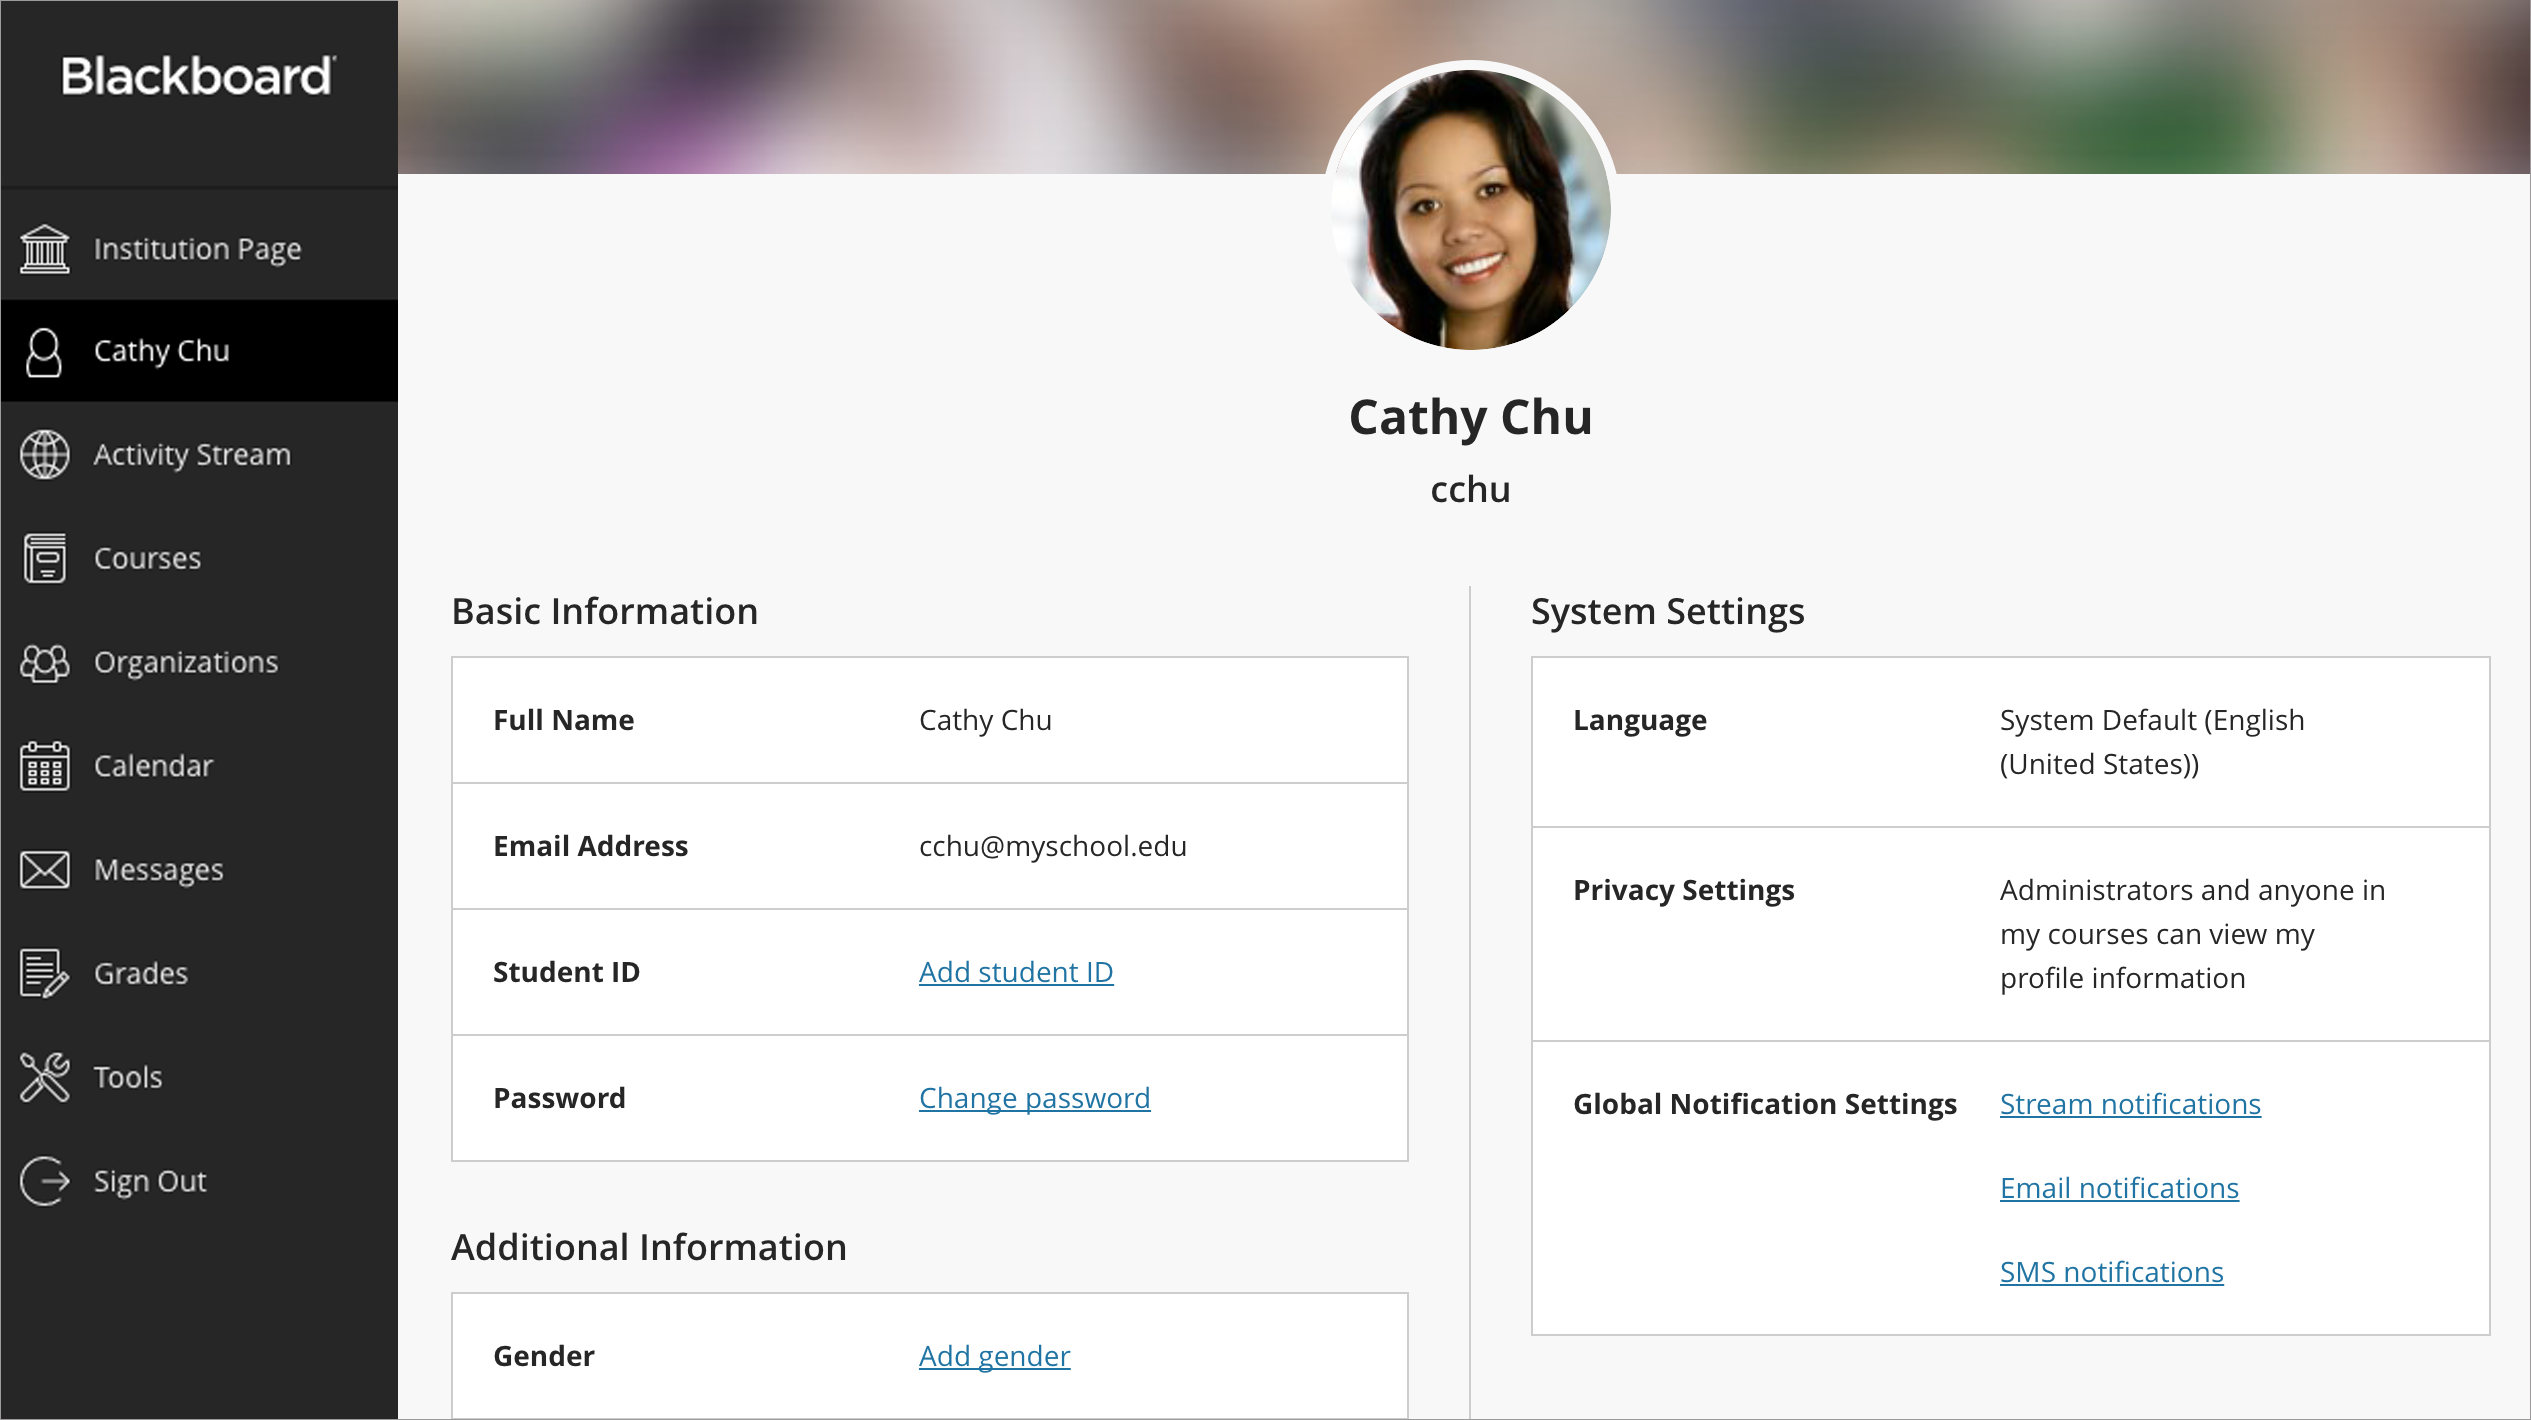 Blackboard
Institution Page
Cathy Chu
Activity Stream
Courses
Organizations
Calendar
Messages
Grades
Tools
Sign Out
Cathy Chu
cchu
Basic Information
Full Name
Cathy Chu
Email Address
cchu@myschool.edu
Student ID
Add student ID
Password
Change password
Additional Information
Gender
Add gender
System Settings
Language
System Default (English
(United States))
Privacy Settings
Administrators and anyone in
my courses can view my
profile information
Global Notification Settings
Stream notifications
Email notifications
SMS notifications